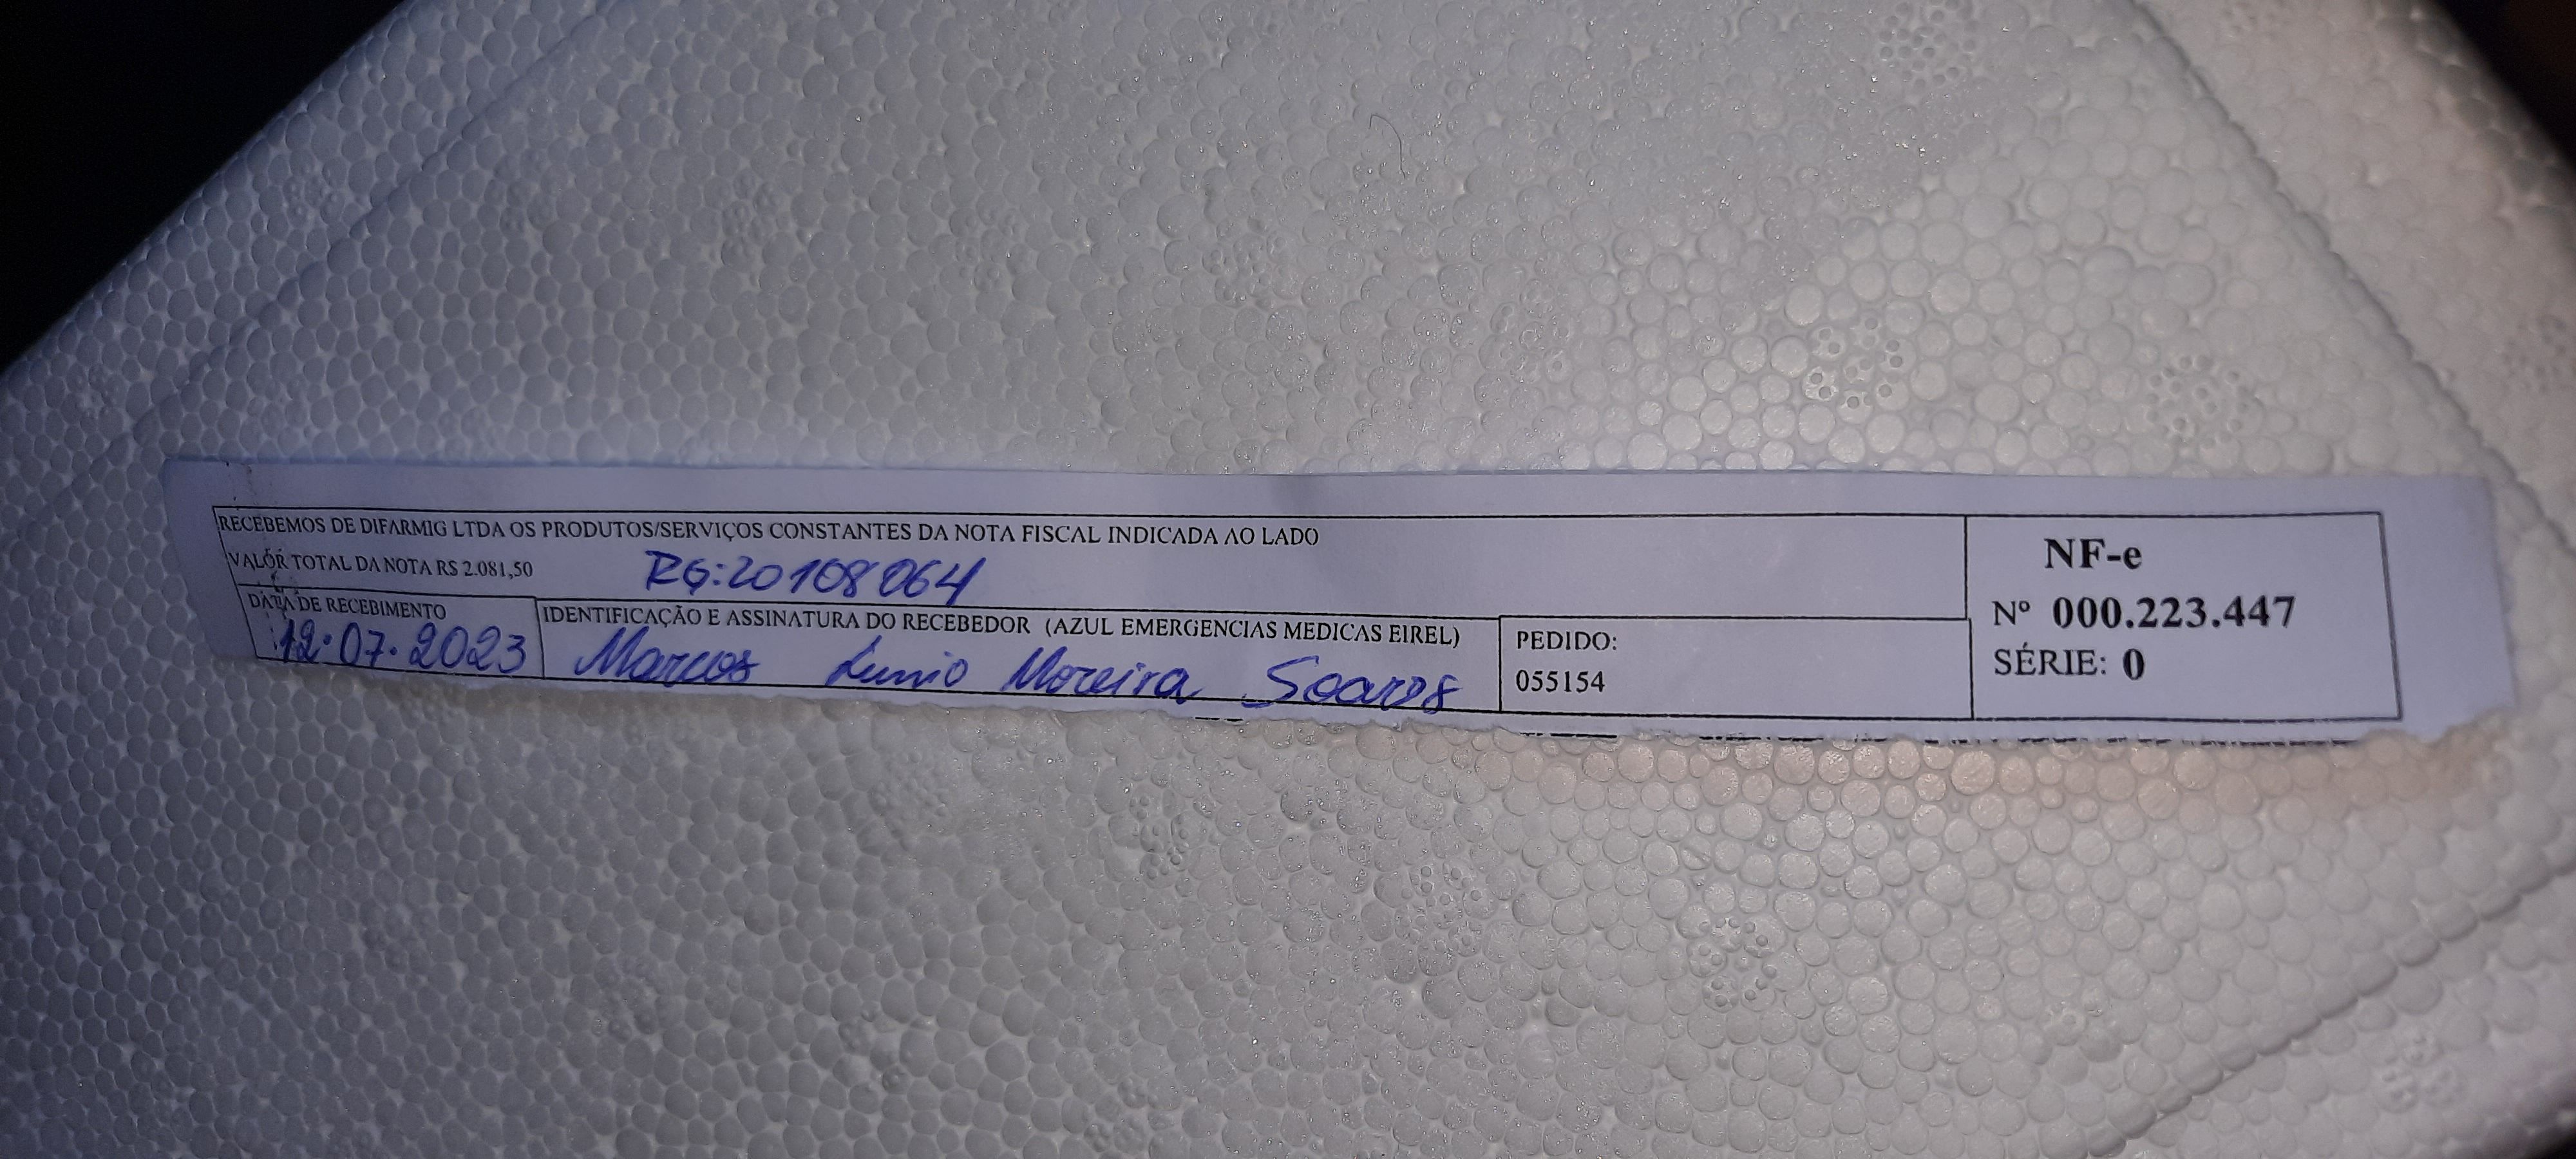 RECEBEMOS DE DIFARMIG LTDA OS PRODUTOS/SERVIÇOS CONSTANTES DA NOTA FISCAL INDICADA AO LADO
VALOR TOTAL DA NOTA RS 2.081,50
RG:20108064
DATA DE RECEBIMENTO
12.07.2023
IDENTIFICAÇÃO E ASSINATURA DO RECEBEDOR (AZUL EMERGENCIAS MEDICAS EIREL)
Marcos Junio Moreira Soares
PEDIDO:
055154
NF-e
Nº 000.223.447
SÉRIE: 0